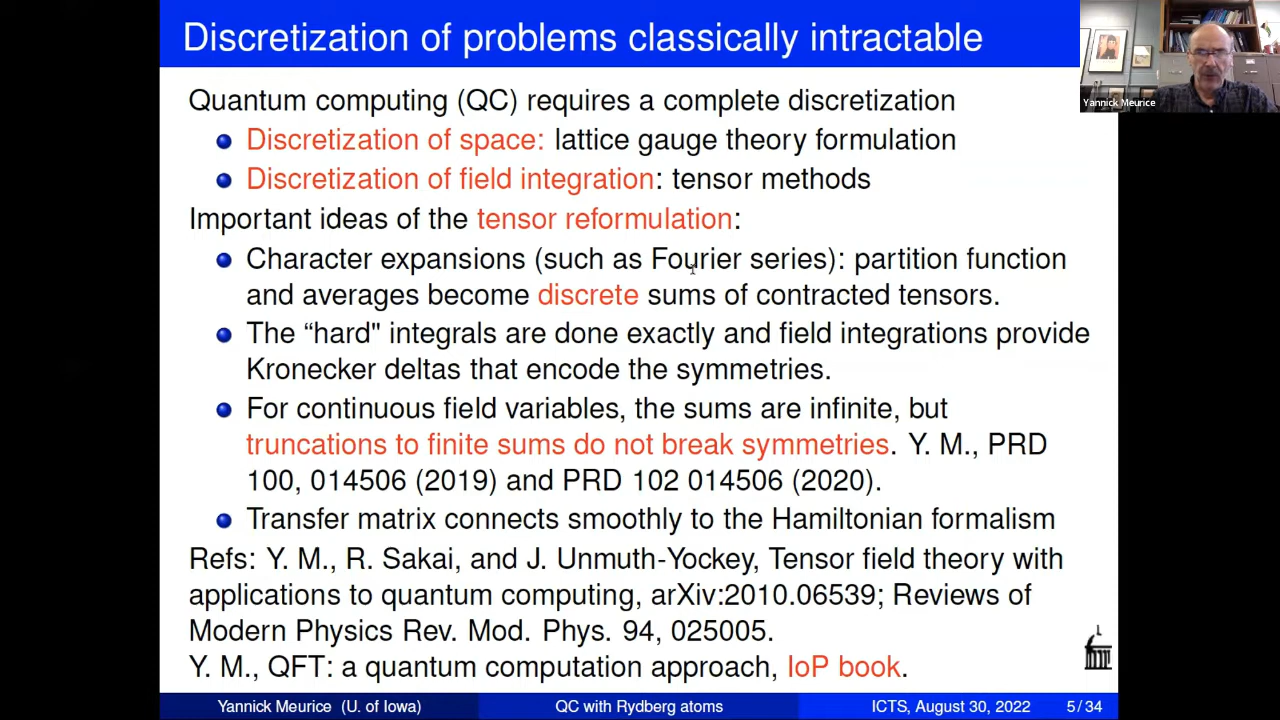 Discretization of problems classically intractable
Yannick Meurice
Quantum computing (QC) requires a complete discretization
Discretization of space: lattice gauge theory formulation
Discretization of field integration: tensor methods
Important ideas of the tensor reformulation:
Character expansions (such as Fourier series): partition function
and averages become discrete sums of contracted tensors.
The “hard" integrals are done exactly and field integrations provide
Kronecker deltas that encode the symmetries.
For continuous field variables, the sums are infinite, but
truncations to finite sums do not break symmetries. Y. M., PRD
100, 014506 (2019) and PRD 102 014506 (2020).
Transfer matrix connects smoothly to the Hamiltonian formalism
Refs: Y. M., R. Sakai, and J. Unmuth-Yockey, Tensor field theory with
applications to quantum computing, arXiv:2010.06539; Reviews of
Modern Physics Rev. Mod. Phys. 94, 025005.
Y. M., QFT: a quantum computation approach, IoP book.
Yannick Meurice (U. of Iowa) QC with Rydberg atoms ICTS, August 30, 2022 5 / 34